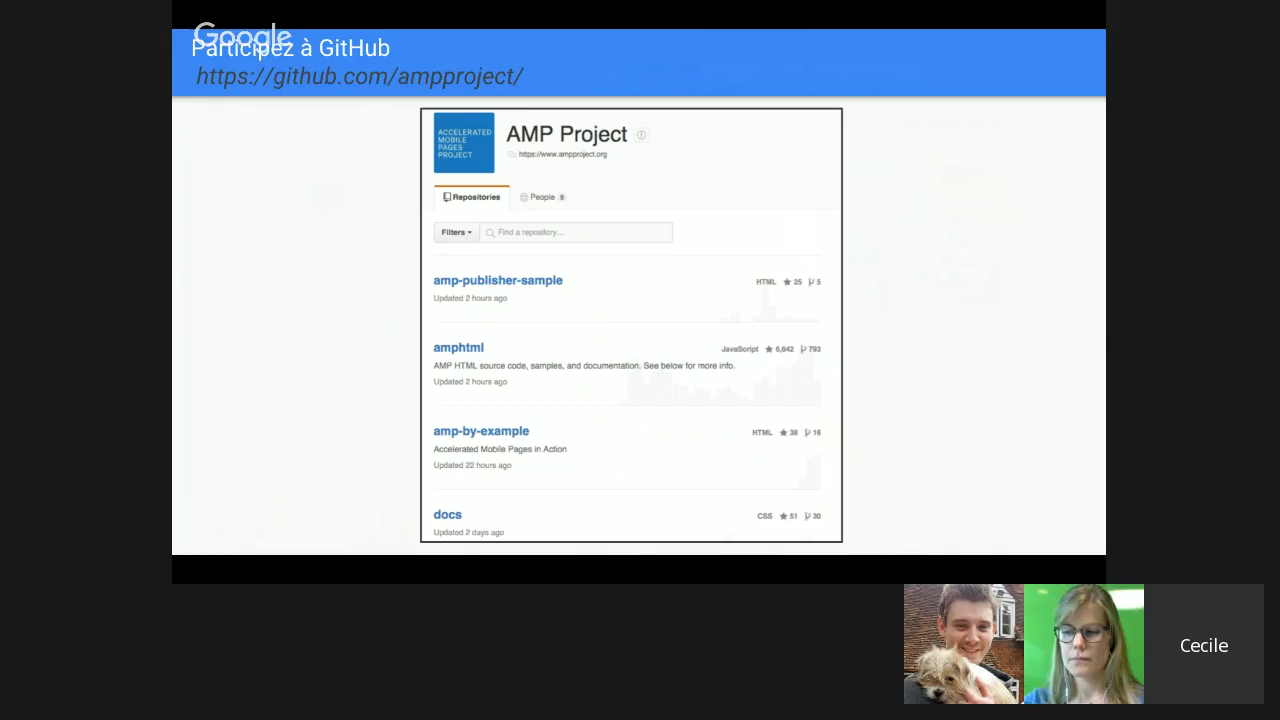 Google
Participez à GitHub
https://github.com/ampproject/
ACCELERATED
MOBILE
PAGES
PROJECT
AMP Project
https://www.ampproject.org
Repositories People 9
Filters Find a repository...
amp-publisher-sample HTML 25 5
Updated 2 hours ago
amphtml JavaScript 6,642 793
AMP HTML source code, samples, and documentation. See below for more info.
Updated 2 hours ago
amp-by-example HTML 38 16
Accelerated Mobile Pages in Action
Updated 22 hours ago
docs CSS 51 30
Updated 2 days ago
Cecile